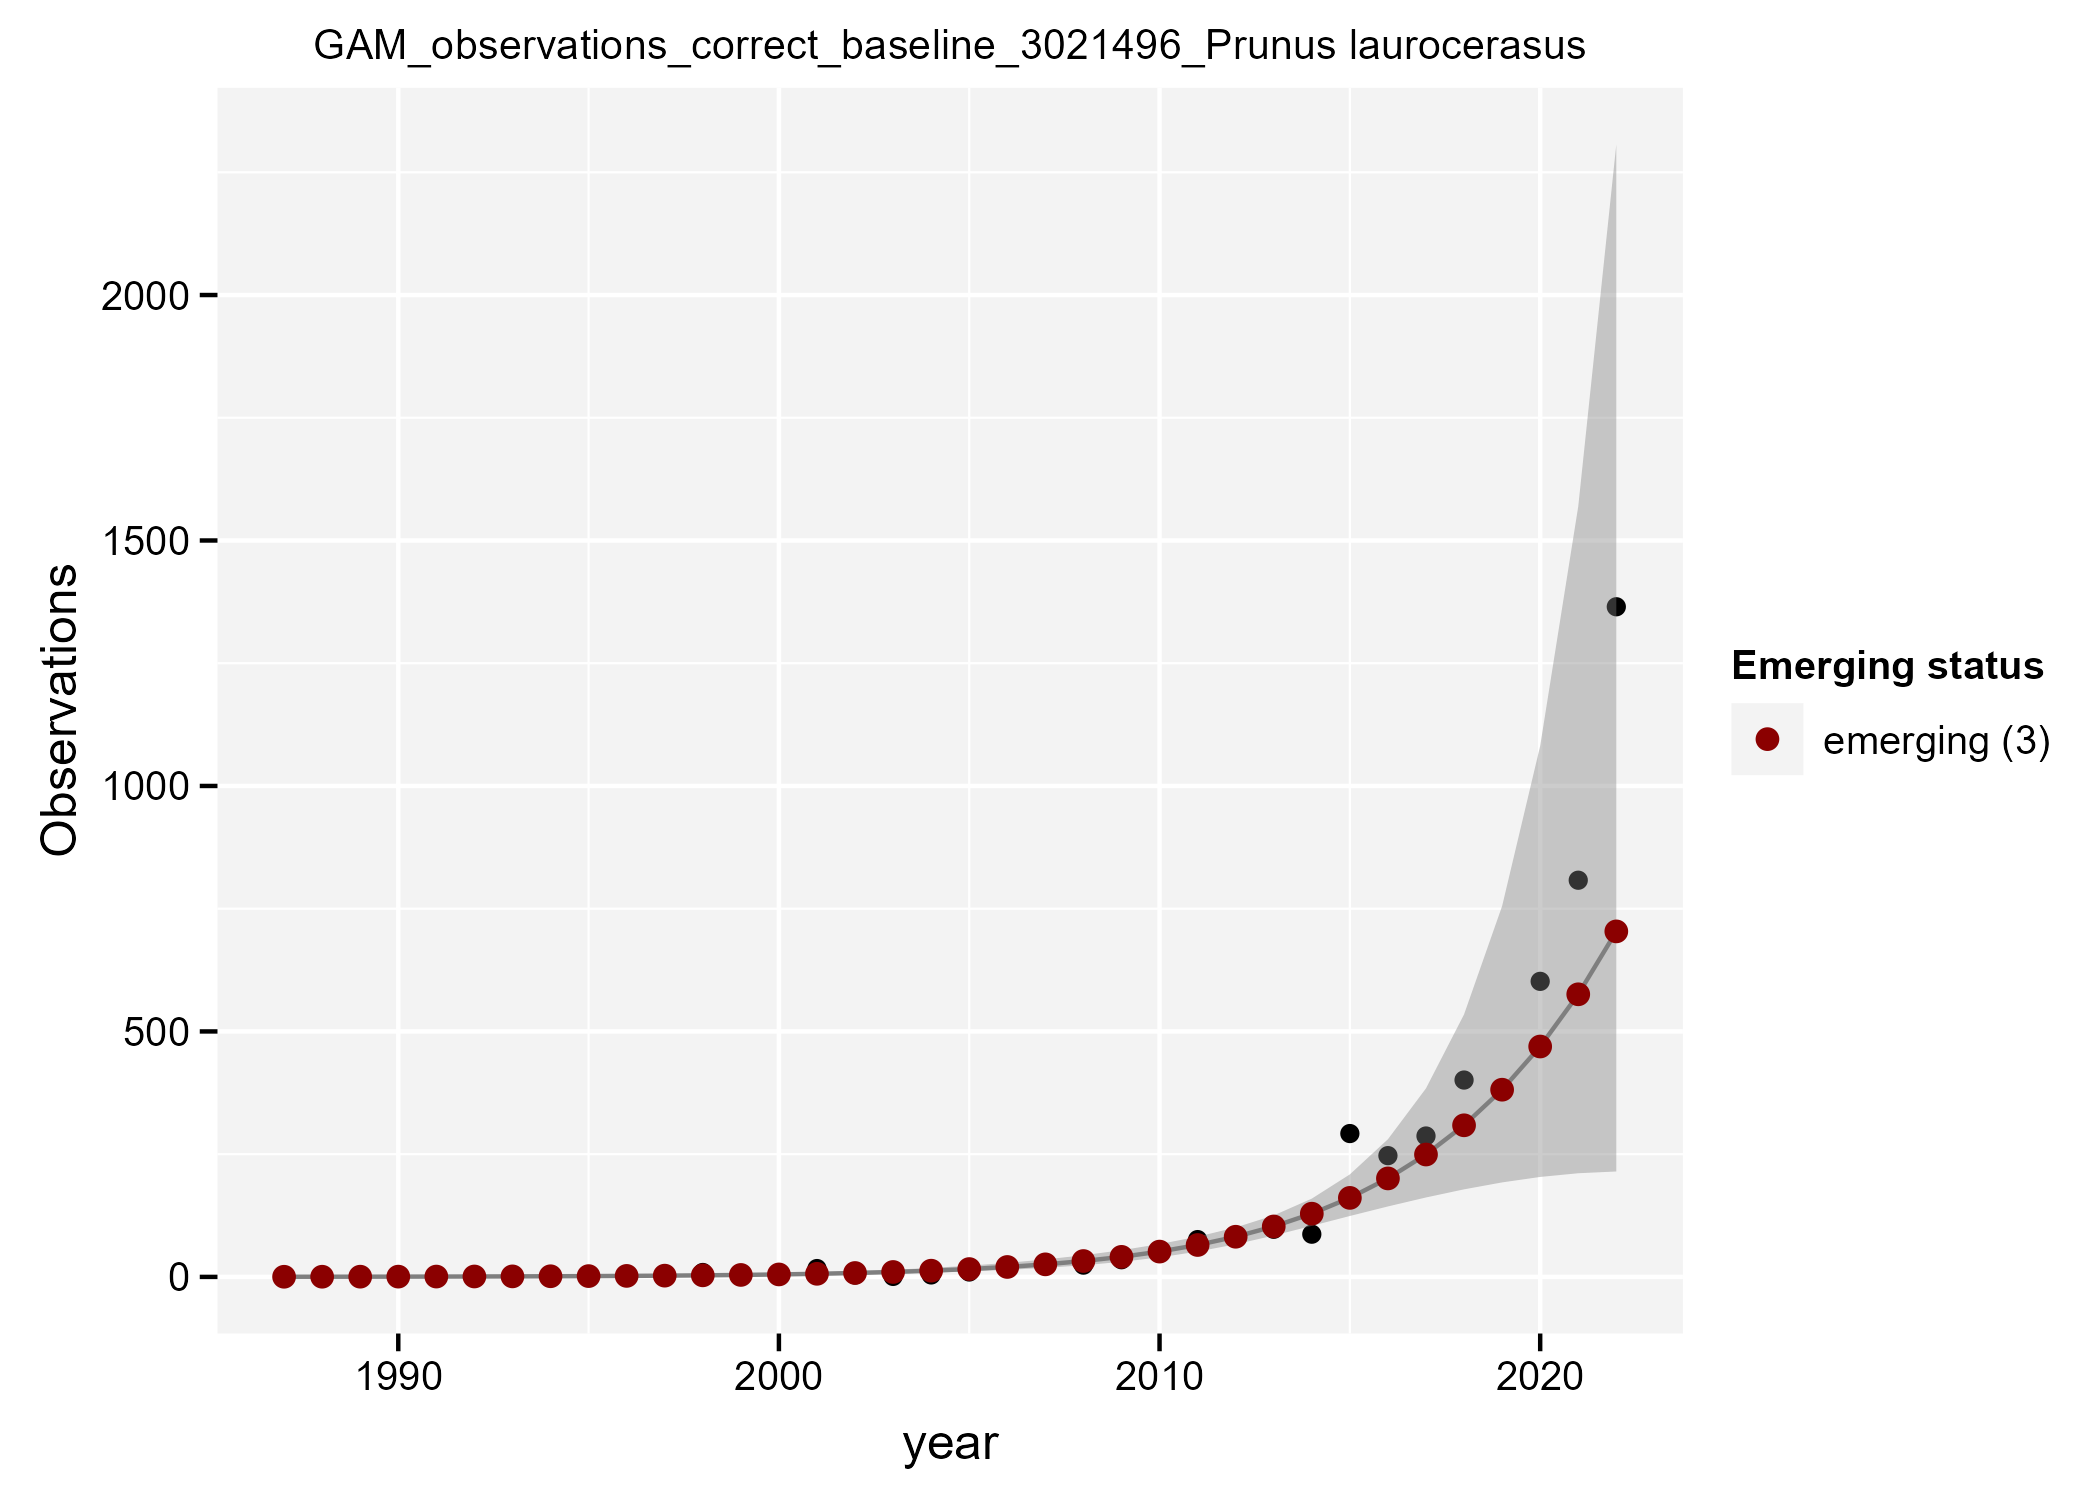 GAM_observations_correct_baseline_3021496_Prunus laurocerasus
Observations
2000
1500
1000
500
0
1990
2000
2010
2020
year
Emerging status
emerging (3)